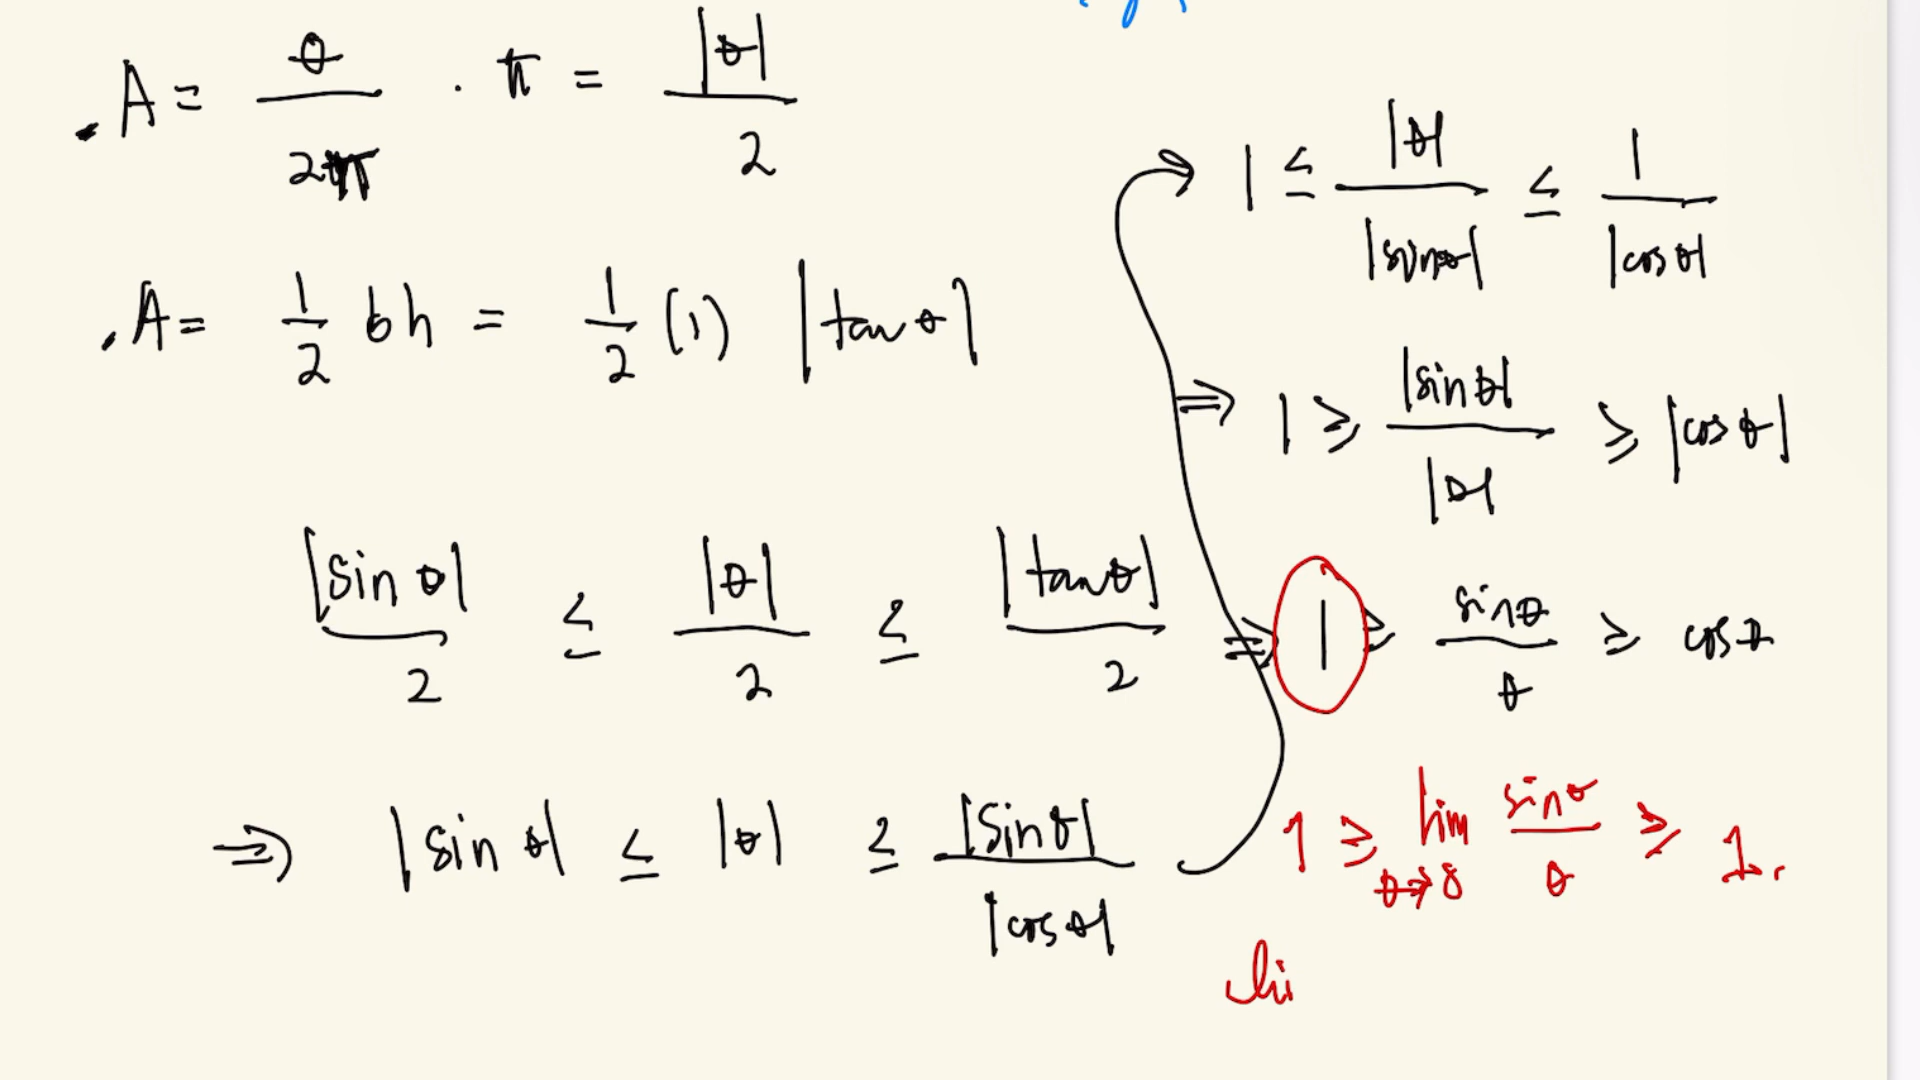 . A = θ/2π · π = |θ|/2
. A = 1/2 bh = 1/2 (1) |tan θ|
|sin θ|/2 ≤ |θ|/2 ≤ |tan θ|/2
⇒ |sin θ| ≤ |θ| ≤ |sin θ|/|cos θ|
1 ≤ |θ|/|sin θ| ≤ 1/|cos θ|
⇒ 1 ≥ |sin θ|/|θ| ≥ |cos θ|
⇒ 1 ≥ sin θ/θ ≥ cos θ
1 ≥ lim θ→0 sin θ/θ ≥ 1.
li